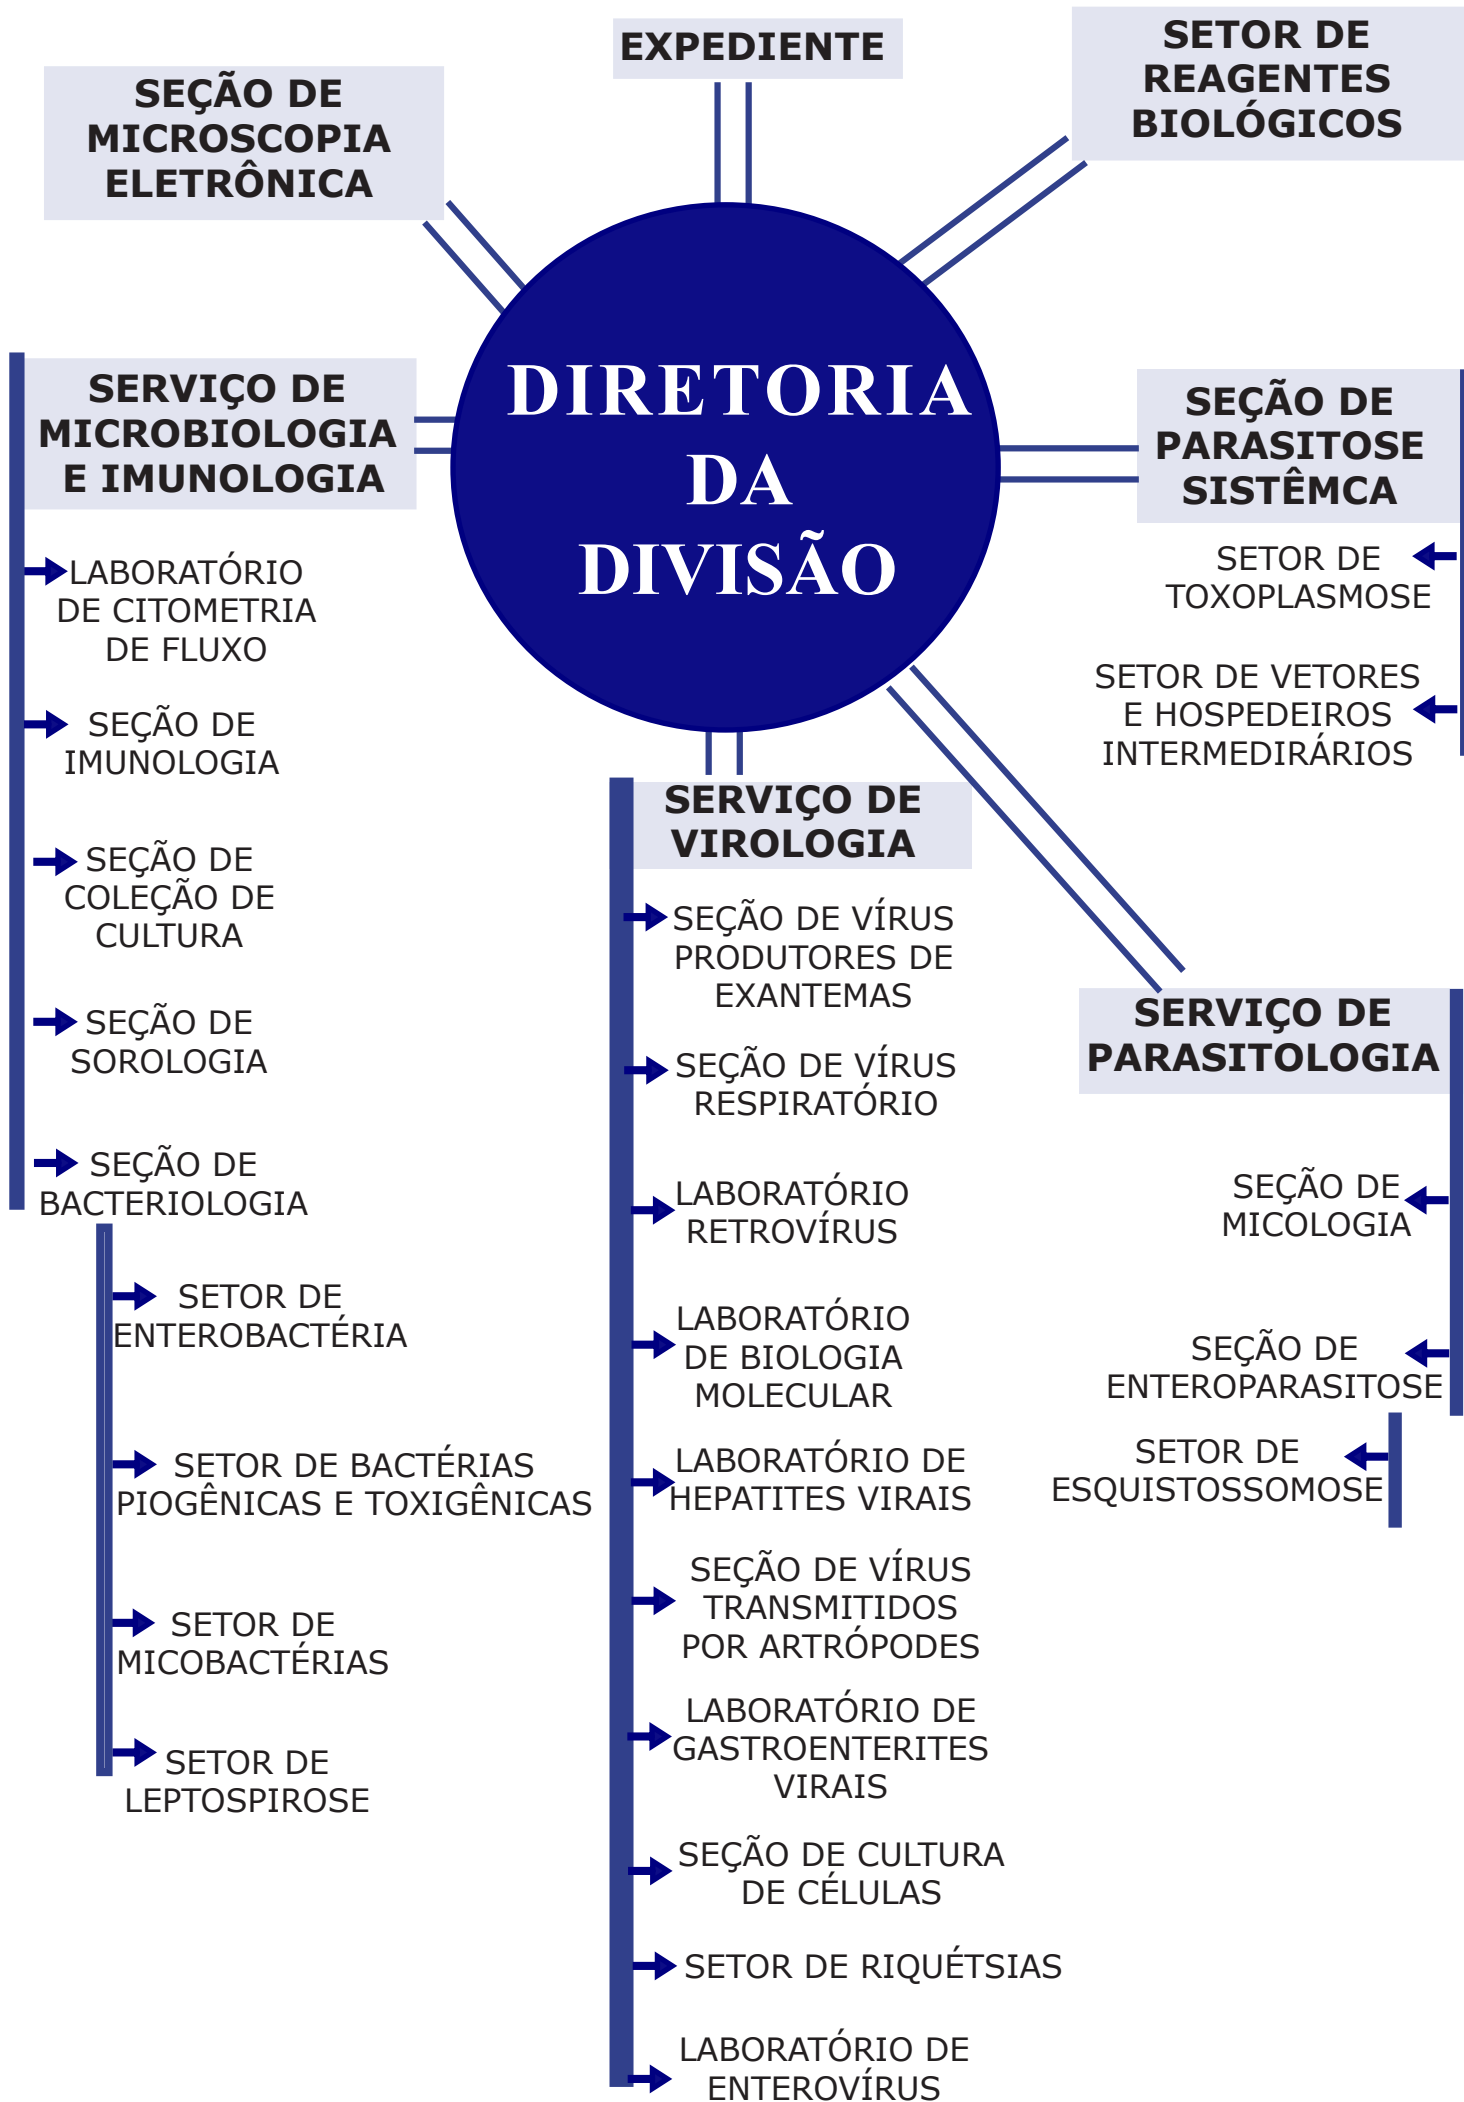 EXPEDIENTE
SETOR DE
REAGENTES
BIOLÓGICOS
SEÇÃO DE
MICROSCOPIA
ELETRÔNICA
DIRETORIA
DA
DIVISÃO
SERVIÇO DE
MICROBIOLOGIA
E IMUNOLOGIA
LABORATÓRIO
DE CITOMETRIA
DE FLUXO
SEÇÃO DE
IMUNOLOGIA
SEÇÃO DE
COLEÇÃO DE
CULTURA
SEÇÃO DE
SOROLOGIA
SEÇÃO DE
BACTERIOLOGIA
SETOR DE
ENTEROBACTÉRIA
SETOR DE BACTÉRIAS
PIOGÊNICAS E TOXIGÊNICAS
SETOR DE
MICOBACTÉRIAS
SETOR DE
LEPTOSPIROSE
SERVIÇO DE
VIROLOGIA
SEÇÃO DE VÍRUS
PRODUTORES DE
EXANTEMAS
SEÇÃO DE VÍRUS
RESPIRATÓRIO
LABORATÓRIO
RETROVÍRUS
LABORATÓRIO
DE BIOLOGIA
MOLECULAR
LABORATÓRIO DE
HEPATITES VIRAIS
SEÇÃO DE VÍRUS
TRANSMITIDOS
POR ARTRÓPODES
LABORATÓRIO DE
GASTROENTERITES
VIRAIS
SEÇÃO DE CULTURA
DE CÉLULAS
SETOR DE RIQUÉTSIAS
LABORATÓRIO DE
ENTEROVÍRUS
SEÇÃO DE
PARASITOSE
SISTÊMCA
SETOR DE
TOXOPLASMOSE
SETOR DE VETORES
E HOSPEDEIROS
INTERMEDIRÁRIOS
SERVIÇO DE
PARASITOLOGIA
SEÇÃO DE
MICOLOGIA
SEÇÃO DE
ENTEROPARASITOSE
SETOR DE
ESQUISTOSSOMOSE